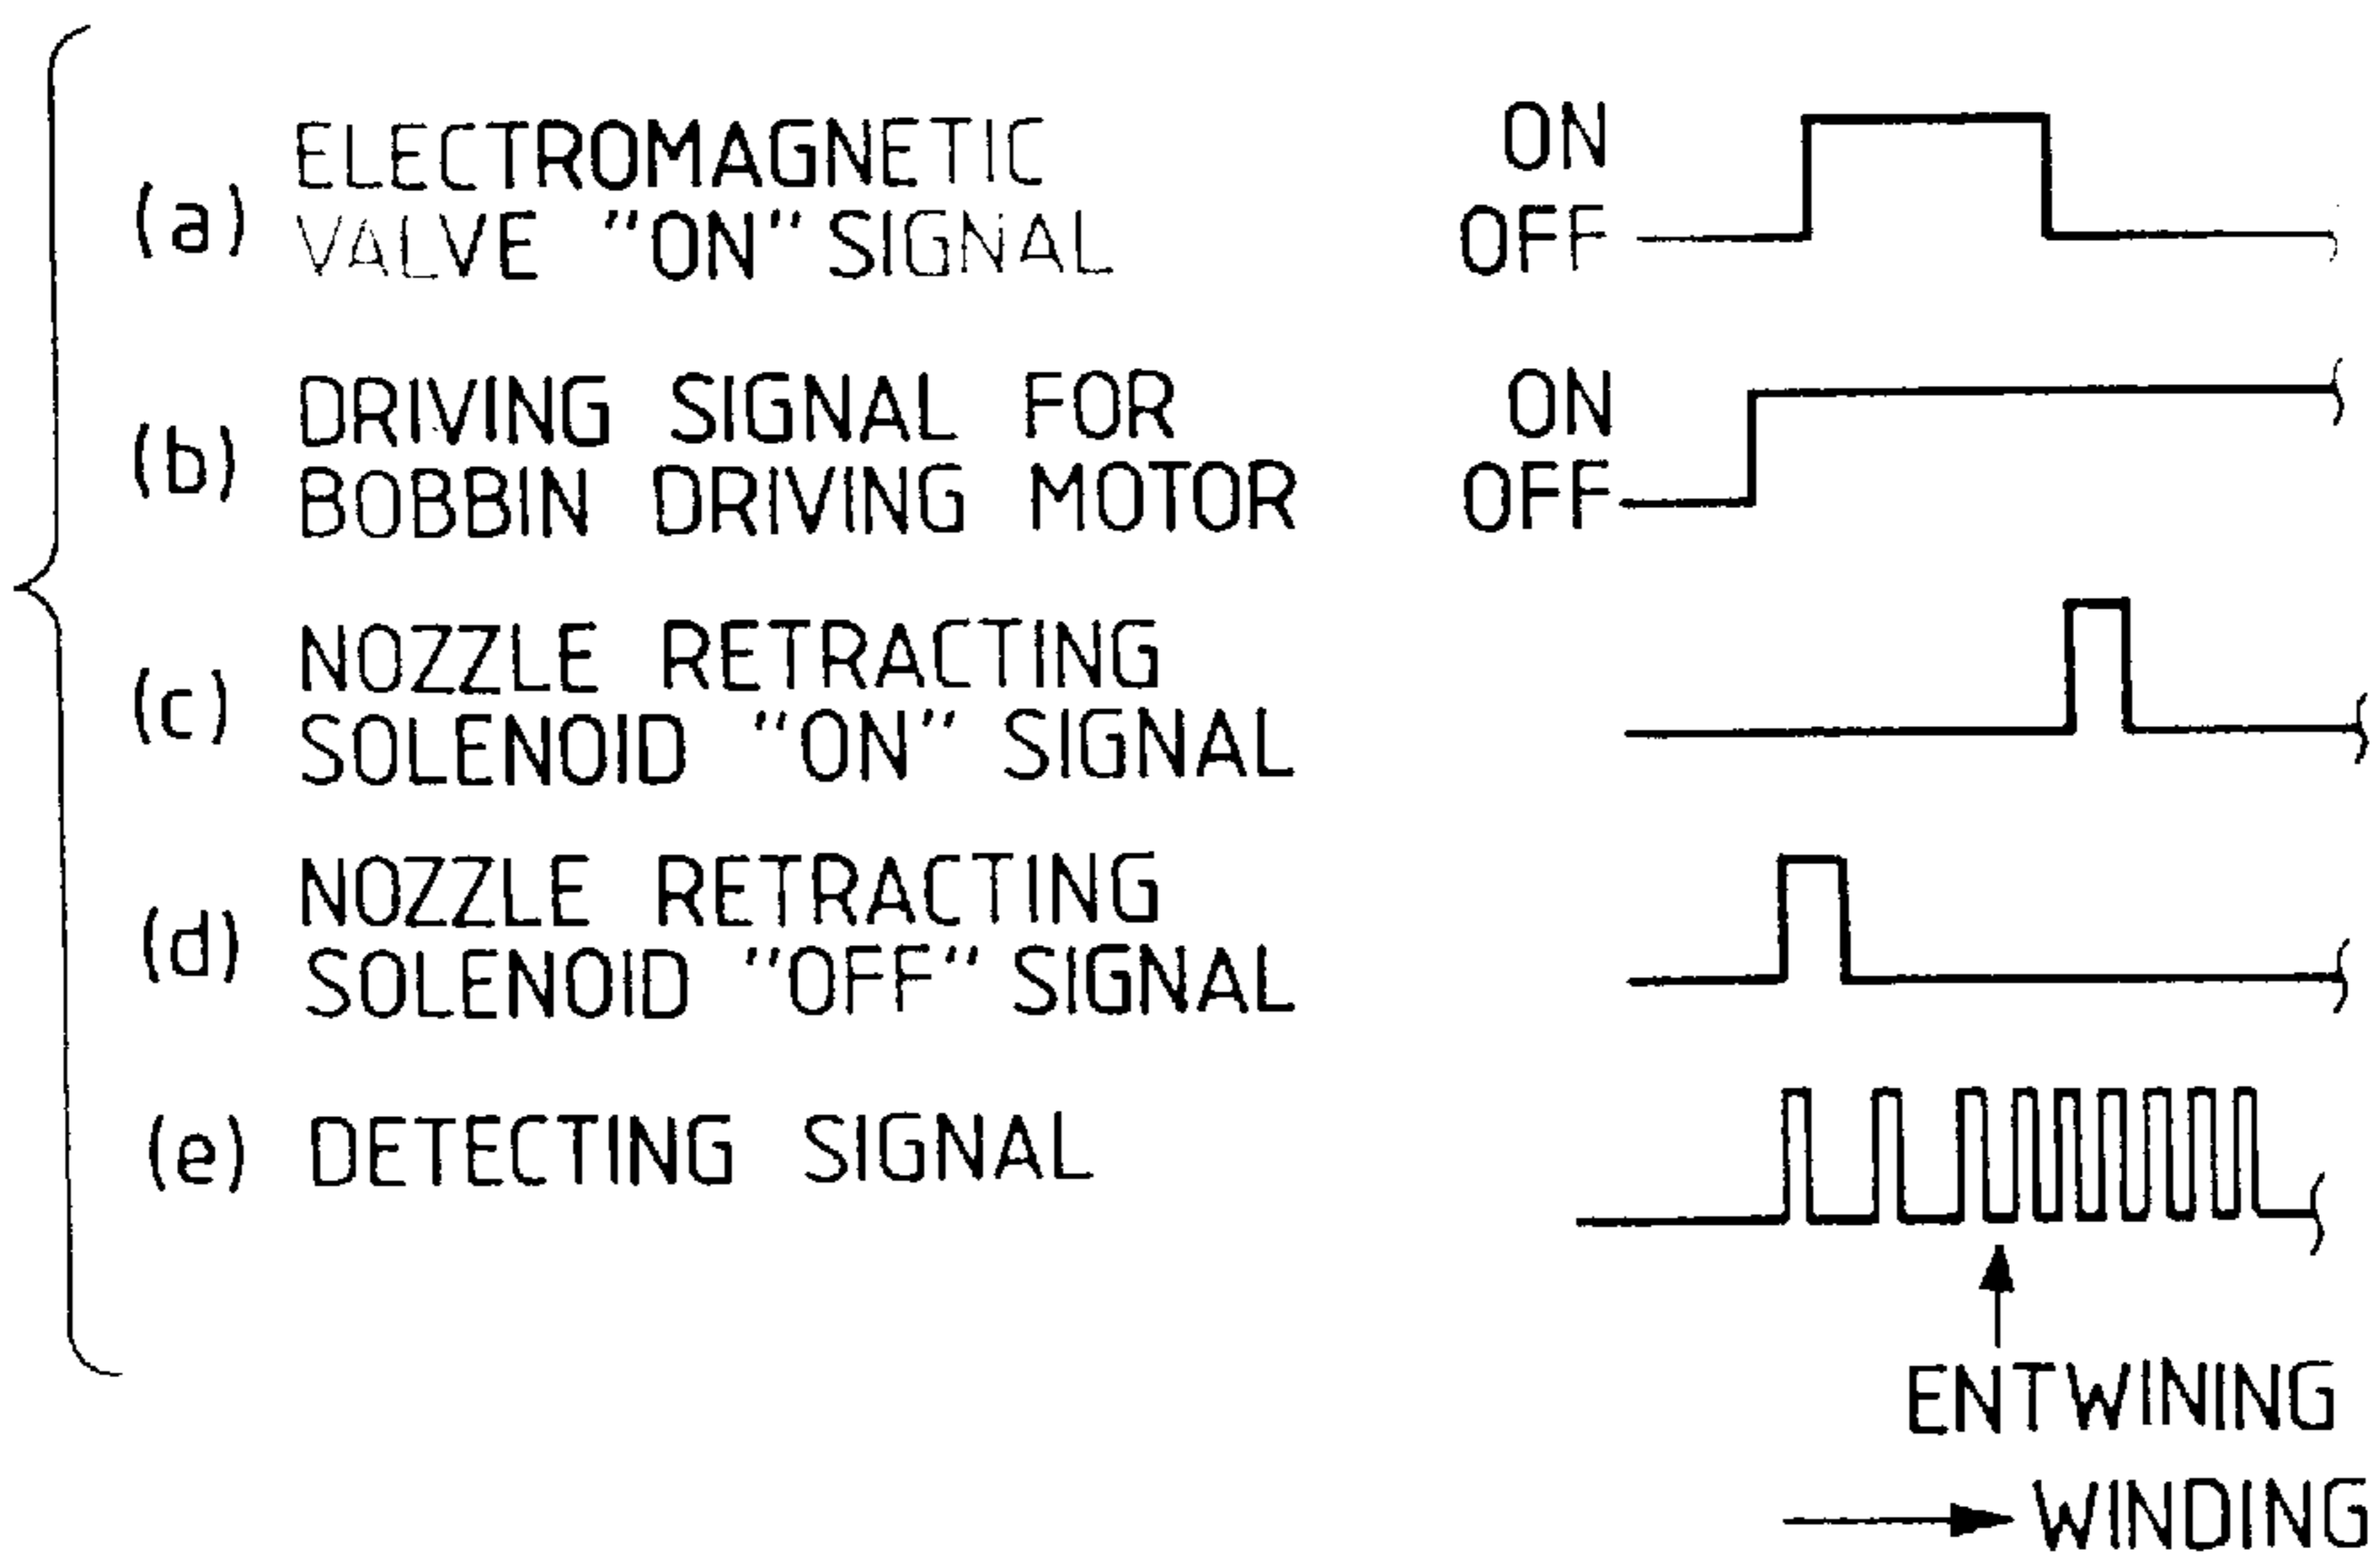 (a) ELECTROMAGNETIC
VALVE "ON" SIGNAL
ON
OFF
(b) DRIVING SIGNAL FOR
BOBBIN DRIVING MOTOR
ON
OFF
(c) NOZZLE RETRACTING
SOLENOID "ON" SIGNAL
(d) NOZZLE RETRACTING
SOLENOID "OFF" SIGNAL
(e) DETECTING SIGNAL
ENTWINING
WINDING